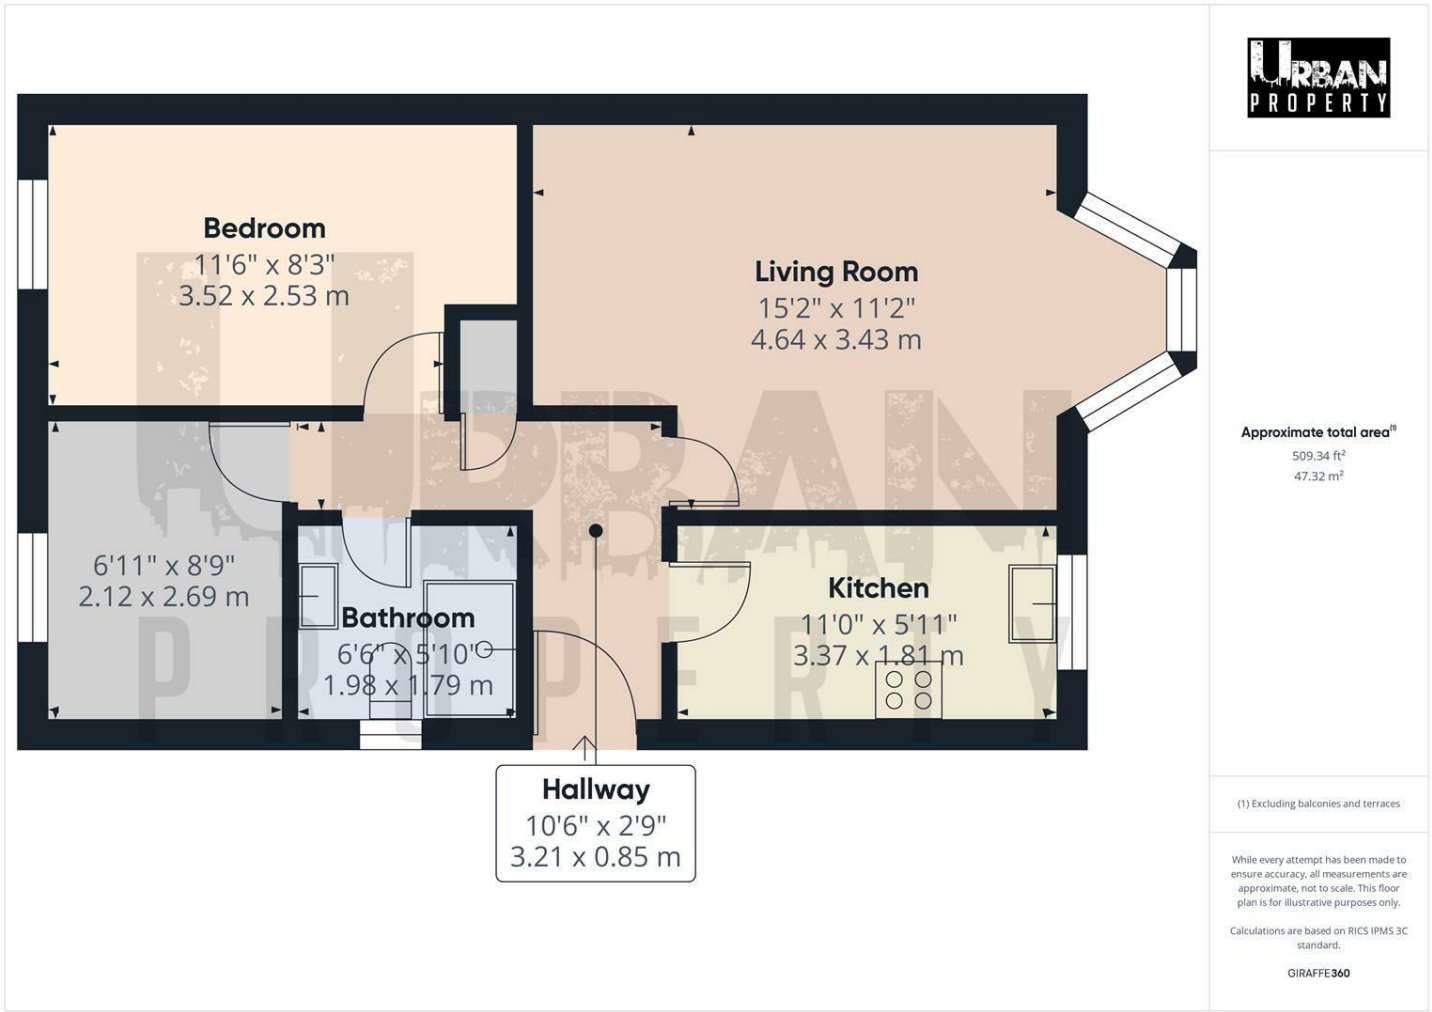 Bedroom
11'6" x 8'3"
3.52 x 2.53 m
Living Room
15'2" x 11'2"
4.64 x 3.43 m
6'11" x 8'9"
2.12 x 2.69 m
Bathroom
6'6" x 5'10"
1.98 x 1.79 m
Kitchen
11'0" x 5'11"
3.37 x 1.81 m
Hallway
10'6" x 2'9"
3.21 x 0.85 m
URBAN
PROPERTY
URBAN
PROPERTY
Approximate total area(1)
509.34 ft²
47.32 m²
(1) Excluding balconies and terraces
While every attempt has been made to
ensure accuracy, all measurements are
approximate, not to scale. This floor
plan is for illustrative purposes only.
Calculations are based on RICS IPMS 3C
standard.
GIRAFFE360